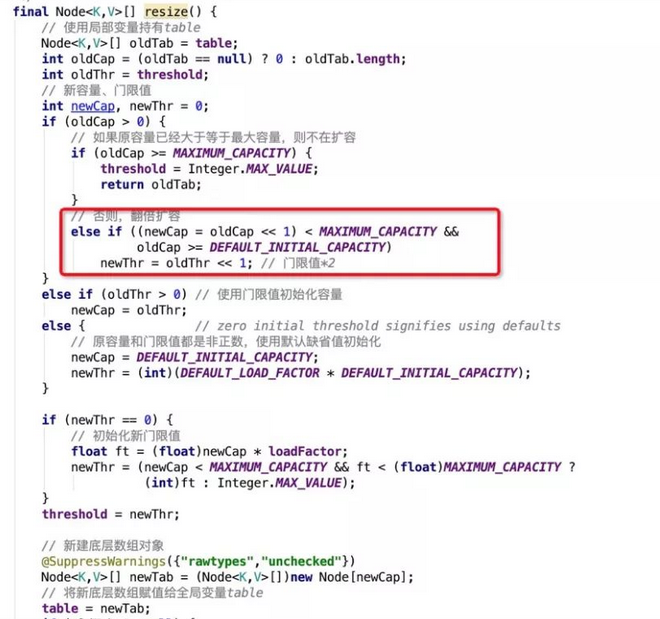 final Node<K,V>[] resize() {
// 使用局部变量持有table
Node<K,V>[] oldTab = table;
int oldCap = (oldTab == null) ? 0 : oldTab.length;
int oldThr = threshold;
// 新容量、门限值
int newCap, newThr = 0;
if (oldCap > 0) {
// 如果原容量已经大于等于最大容量，则不在扩容
if (oldCap >= MAXIMUM_CAPACITY) {
threshold = Integer.MAX_VALUE;
return oldTab;
}
// 否则，翻倍扩容
else if ((newCap = oldCap << 1) < MAXIMUM_CAPACITY &&
oldCap >= DEFAULT_INITIAL_CAPACITY)
newThr = oldThr << 1; // 门限值*2
}
else if (oldThr > 0) // 使用门限值初始化容量
newCap = oldThr;
else { // zero initial threshold signifies using defaults
// 原容量和门限值都是非正数，使用默认缺省值初始化
newCap = DEFAULT_INITIAL_CAPACITY;
newThr = (int)(DEFAULT_LOAD_FACTOR * DEFAULT_INITIAL_CAPACITY);
}
if (newThr == 0) {
// 初始化新门限值
float ft = (float)newCap * loadFactor;
newThr = (newCap < MAXIMUM_CAPACITY && ft < (float)MAXIMUM_CAPACITY ?
(int)ft : Integer.MAX_VALUE);
}
threshold = newThr;
// 新建底层数组对象
@SuppressWarnings({"rawtypes","unchecked"})
Node<K,V>[] newTab = (Node<K,V>[])new Node[newCap];
// 将新底层数组赋值给全局变量table
table = newTab;